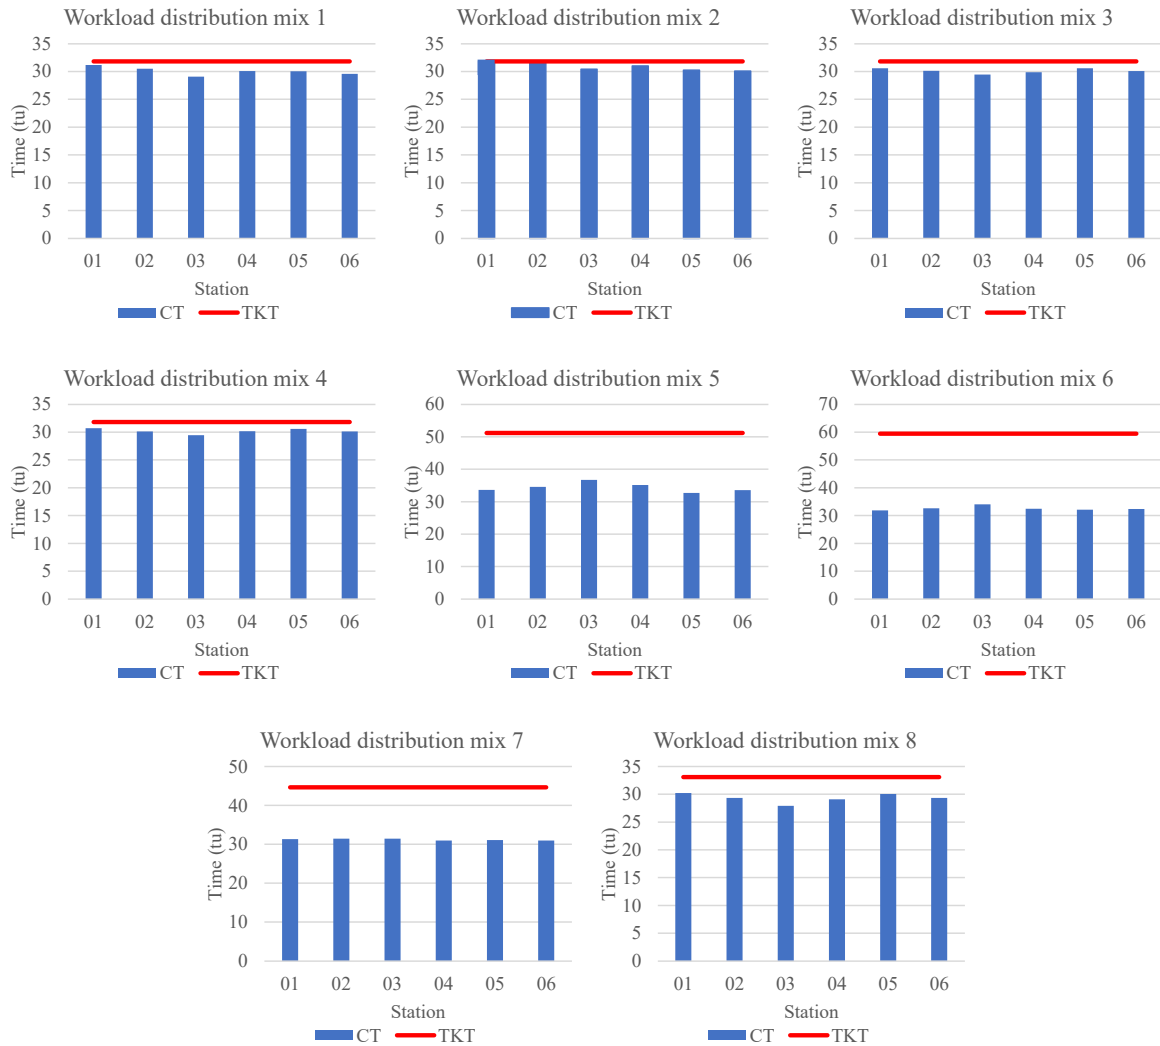 Workload distribution mix 1
35
30
25
20
15
10
5
0
Time (tu)
01 02 03 04 05 06
Station
CT TKT
Workload distribution mix 2
35
30
25
20
15
10
5
0
Time (tu)
01 02 03 04 05 06
Station
CT TKT
Workload distribution mix 3
35
30
25
20
15
10
5
0
Time (tu)
01 02 03 04 05 06
Station
CT TKT
Workload distribution mix 4
35
30
25
20
15
10
5
0
Time (tu)
01 02 03 04 05 06
Station
CT TKT
Workload distribution mix 5
60
50
40
30
20
10
0
Time (tu)
01 02 03 04 05 06
Station
CT TKT
Workload distribution mix 6
70
60
50
40
30
20
10
0
Time (tu)
01 02 03 04 05 06
Station
CT TKT
Workload distribution mix 7
50
40
30
20
10
0
Time (tu)
01 02 03 04 05 06
Station
CT TKT
Workload distribution mix 8
35
30
25
20
15
10
5
0
Time (tu)
01 02 03 04 05 06
Station
CT TKT